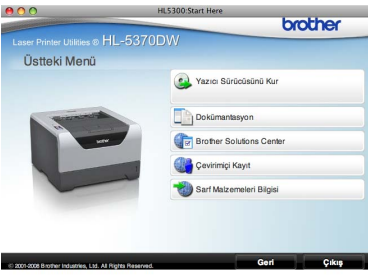 HL5300:Start Here
brother
Laser Printer Utilities ® HL-5370DW
Üstteki Menü
Yazıcı Sürücüsünü Kur
Dokümantasyon
brother
Brother Solutions Center
Çevirimiçi Kayıt
Sarf Malzemeleri Bilgisi
© 2001-2008 Brother Industries, Ltd. All Rights Reserved.
Geri
Çıkış